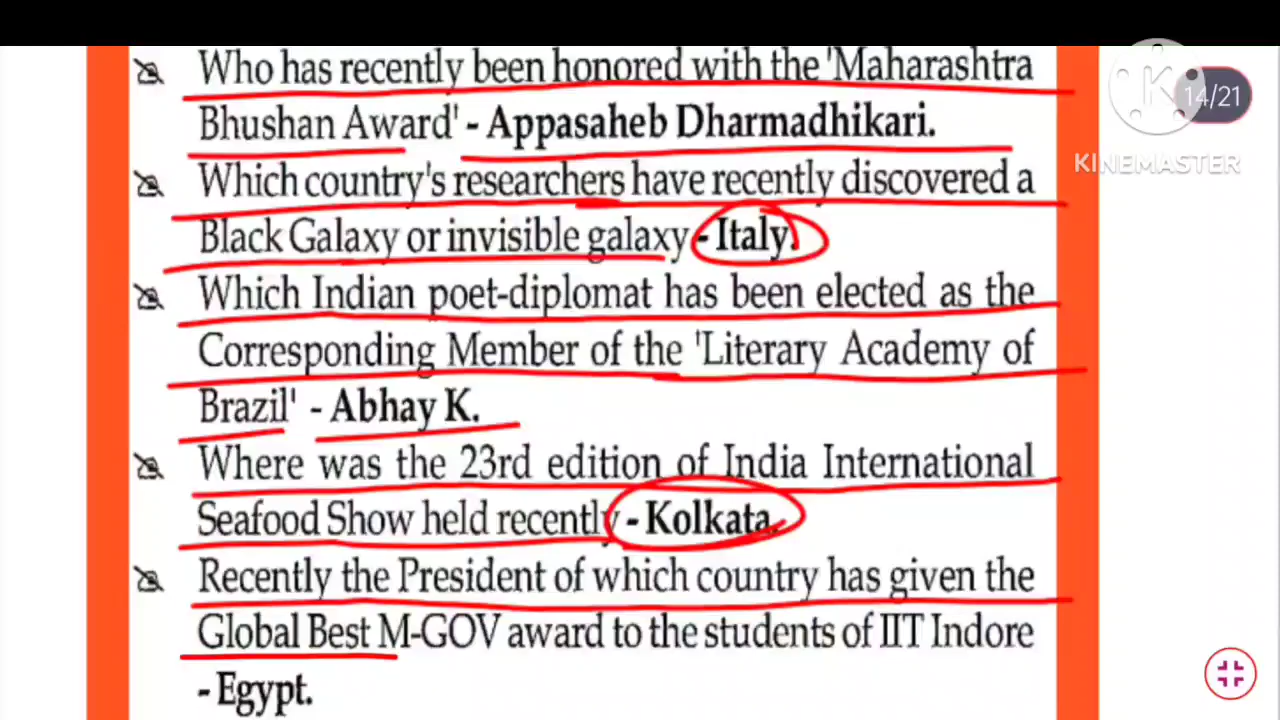 Who has recently been honored with the 'Maharashtra
Bhushan Award' - Appasaheb Dharmadhikari.
Which country's researchers have recently discovered a
Black Galaxy or invisible galaxy - Italy.
Which Indian poet-diplomat has been elected as the
Corresponding Member of the 'Literary Academy of
Brazil' - Abhay K.
Where was the 23rd edition of India International
Seafood Show held recently - Kolkata.
Recently the President of which country has given the
Global Best M-GOV award to the students of IIT Indore
- Egypt.
14/21
K
KINEMASTER